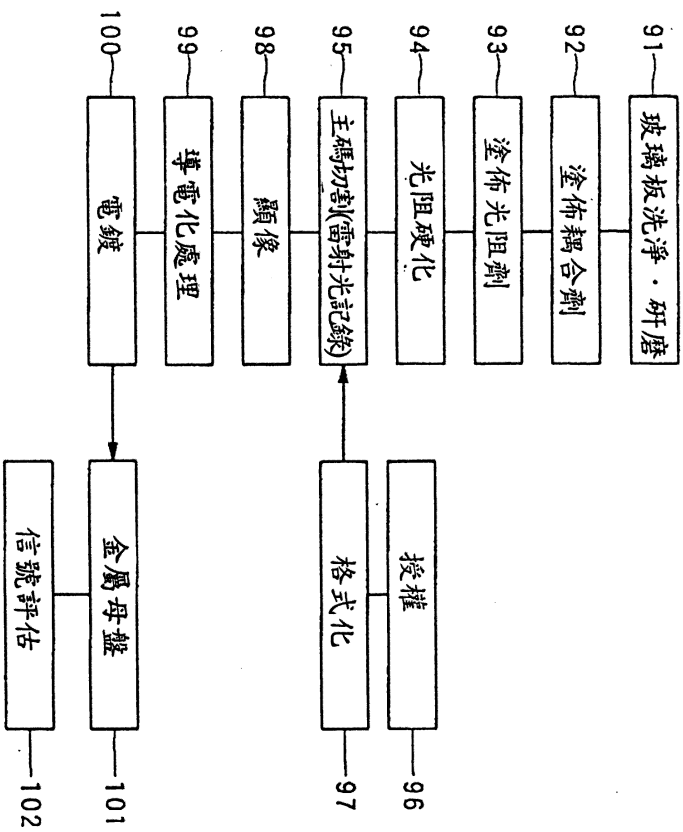 91 玻璃板洗淨・研磨
92 塗佈耦合劑
93 塗佈光阻劑
94 光阻硬化
95 主碼切割(雷射光記錄)
授權 96
格式化 97
98 顯像
99 導電化處理
100 電鍍
金屬母盤 101
信號評估 102